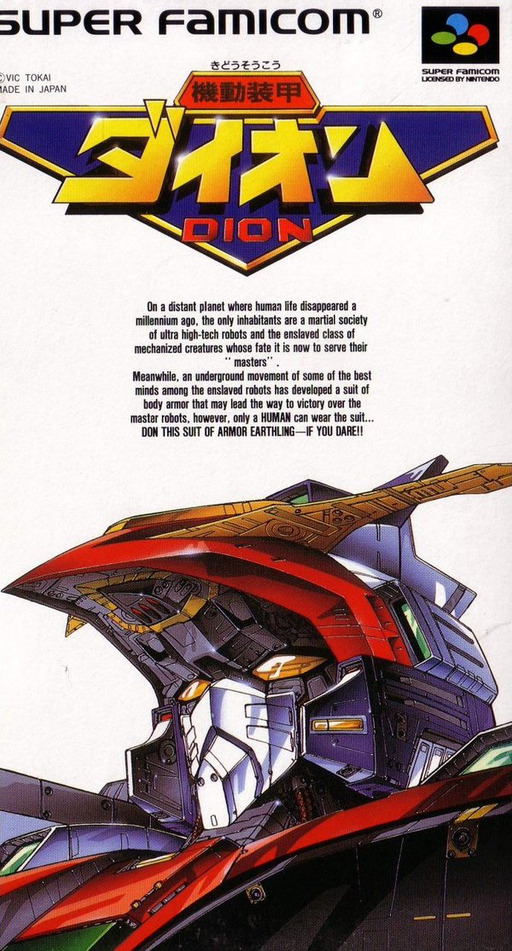 SUPER FAMICOM®
SUPER FAMICOM
LICENSED BY NINTENDO
©VIC TOKAI
MADE IN JAPAN
きどうそうこう
機動装甲
ダイオン
DION
On a distant planet where human life disappeared a
millennium ago, the only inhabitants are a martial society
of ultra high-tech robots and the enslaved class of
mechanized creatures whose fate it is now to serve their
“ masters” .
Meanwhile, an underground movement of some of the best
minds among the enslaved robots has developed a suit of
body armor that may lead the way to victory over the
master robots, however, only a HUMAN can wear the suit...
DON THIS SUIT OF ARMOR EARTHLING—IF YOU DARE!!